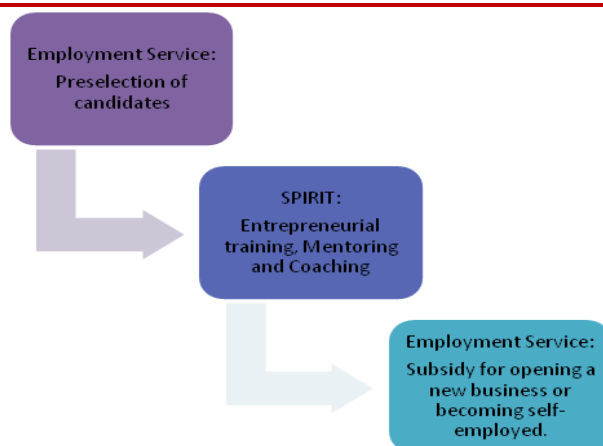 Employment Service:
Preselection of
candidates
SPIRIT:
Entrepreneurial
training, Mentoring
and Coaching
Employment Service:
Subsidy for opening a
new business or
becoming self-
employed.